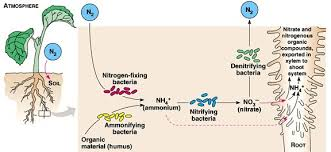 ATMOSPHERE
N₂
SOIL
N₂
Nitrogen-fixing
bacteria
Ammonifying
bacteria
Organic
material (humus)
NH₄⁺
(ammonium)
Nitrifying
bacteria
N₂
Denitrifying
bacteria
NO₃⁻
(nitrate)
Nitrate and
nitrogenous
organic
compounds
exported in
xylem to
shoot
system
NH₄⁺
ROOT